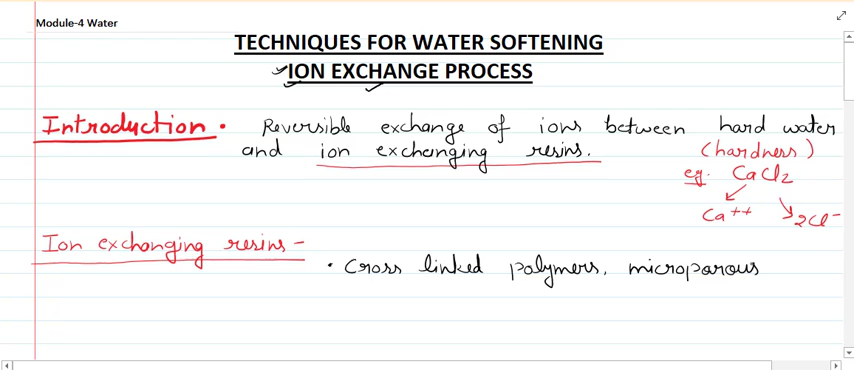 Module-4 Water
TECHNIQUES FOR WATER SOFTENING
ION EXCHANGE PROCESS
Introduction. Reversible exchange of ions between hard water
and ion exchanging resins. (hardness)
eg. CaCl2
Ca++ 2Cl-
Ion exchanging resins -
• Cross linked polymers, microparous